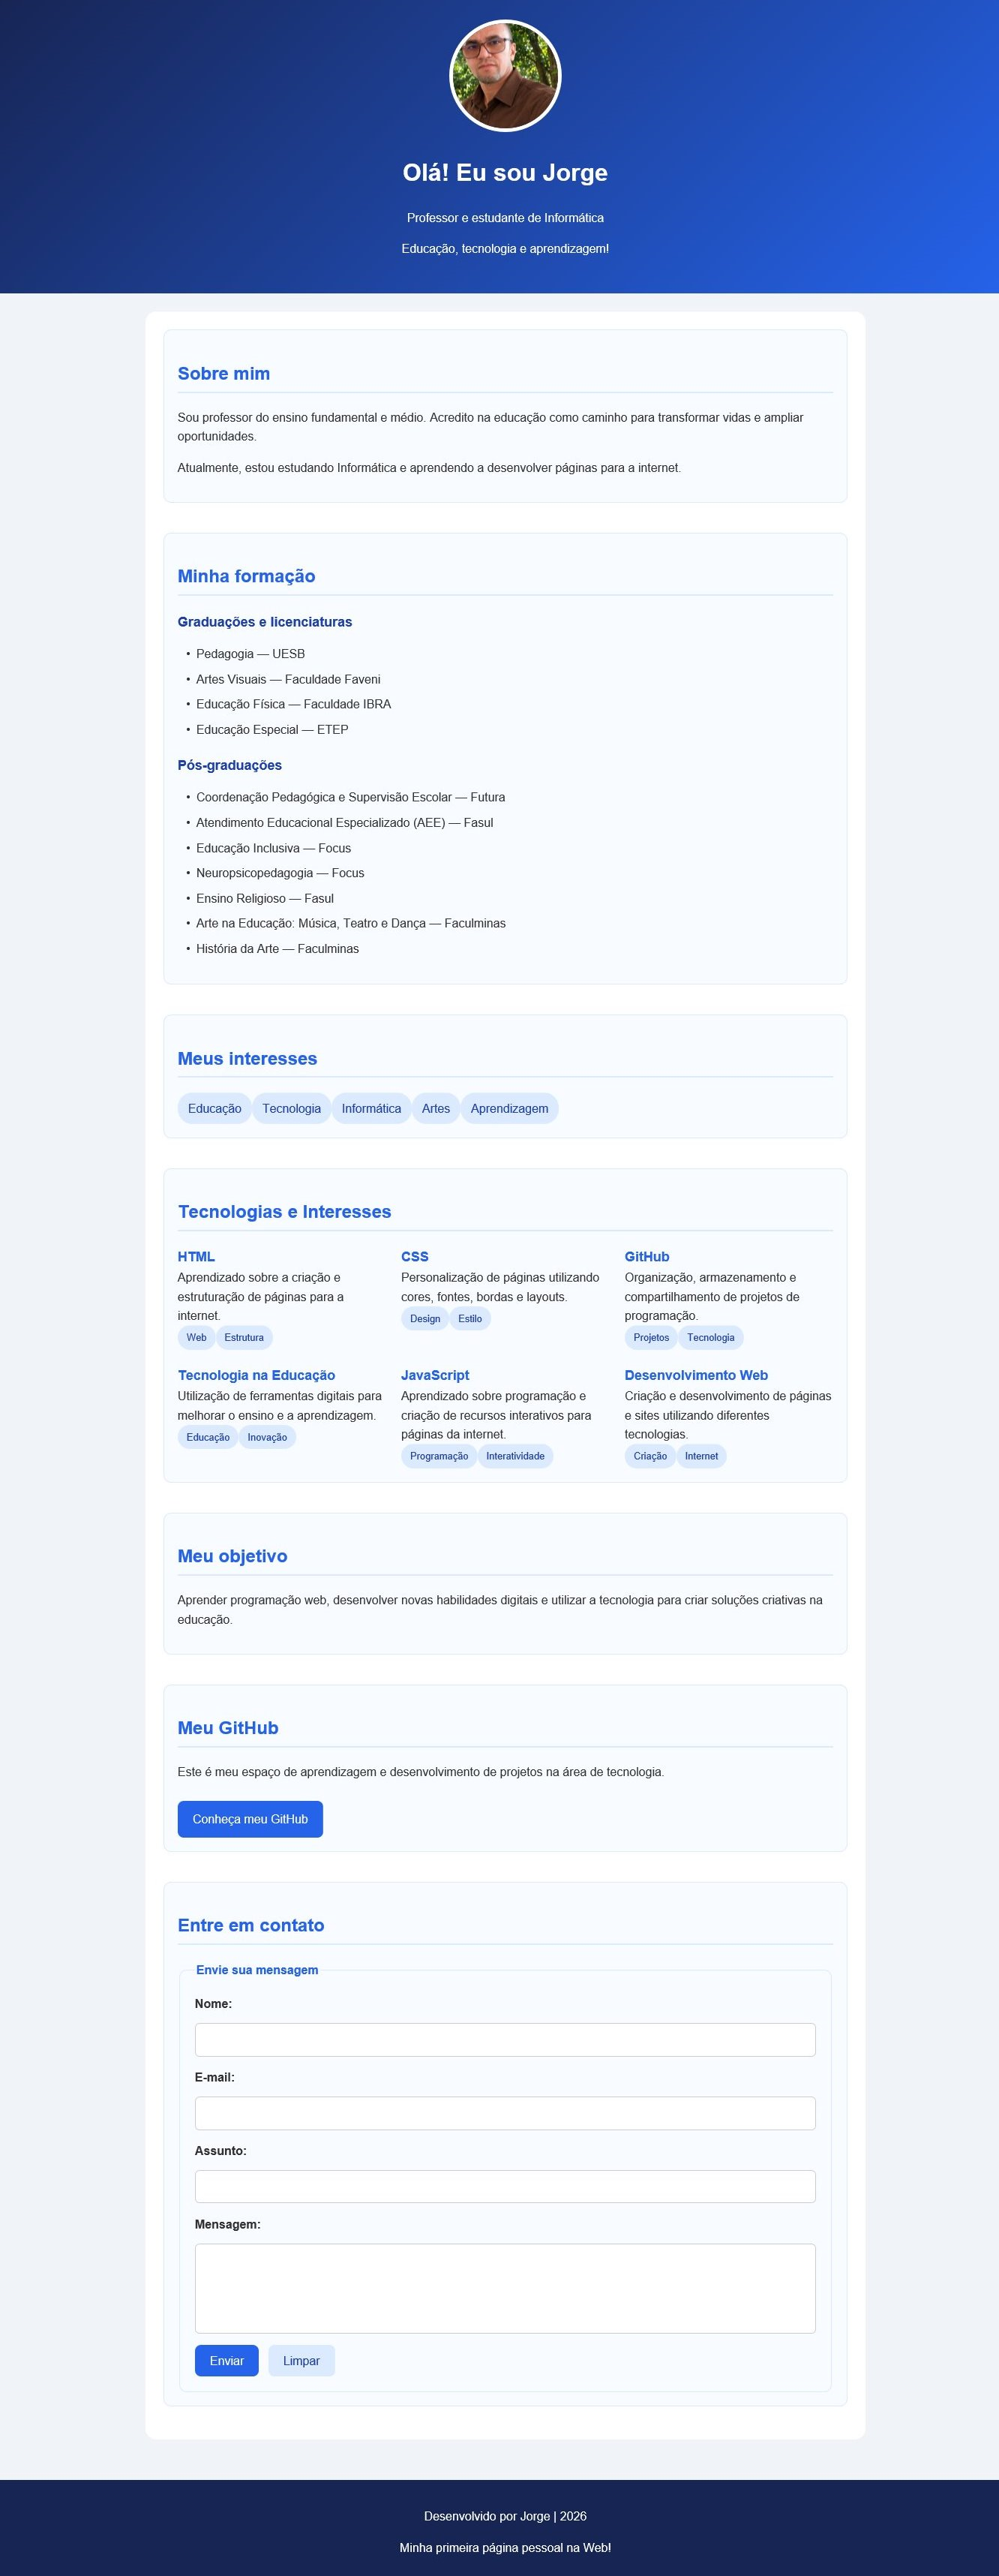 Olá! Eu sou Jorge
Professor e estudante de Informática
Educação, tecnologia e aprendizagem!
Sobre mim
Sou professor do ensino fundamental e médio. Acredito na educação como caminho para transformar vidas e ampliar
oportunidades.
Atualmente, estou estudando Informática e aprendendo a desenvolver páginas para a internet.
Minha formação
Graduações e licenciaturas
• Pedagogia — UESB
• Artes Visuais — Faculdade Faveni
• Educação Física — Faculdade IBRA
• Educação Especial — ETEP
Pós-graduações
• Coordenação Pedagógica e Supervisão Escolar — Futura
• Atendimento Educacional Especializado (AEE) — Fasul
• Educação Inclusiva — Focus
• Neuropsicopedagogia — Focus
• Ensino Religioso — Fasul
• Arte na Educação: Música, Teatro e Dança — Faculminas
• História da Arte — Faculminas
Meus interesses
Educação Tecnologia Informática Artes Aprendizagem
Tecnologias e Interesses
HTML
Aprendizado sobre a criação e
estruturação de páginas para a
internet.
Web Estrutura
CSS
Personalização de páginas utilizando
cores, fontes, bordas e layouts.
Design Estilo
GitHub
Organização, armazenamento e
compartilhamento de projetos de
programação.
Projetos Tecnologia
Tecnologia na Educação
Utilização de ferramentas digitais para
melhorar o ensino e a aprendizagem.
Educação Inovação
JavaScript
Aprendizado sobre programação e
criação de recursos interativos para
páginas da internet.
Programação Interatividade
Desenvolvimento Web
Criação e desenvolvimento de páginas
e sites utilizando diferentes
tecnologias.
Criação Internet
Meu objetivo
Aprender programação web, desenvolver novas habilidades digitais e utilizar a tecnologia para criar soluções criativas na
educação.
Meu GitHub
Este é meu espaço de aprendizagem e desenvolvimento de projetos na área de tecnologia.
Conheça meu GitHub
Entre em contato
Envie sua mensagem
Nome:
E-mail:
Assunto:
Mensagem:
Enviar Limpar
Desenvolvido por Jorge | 2026
Minha primeira página pessoal na Web!